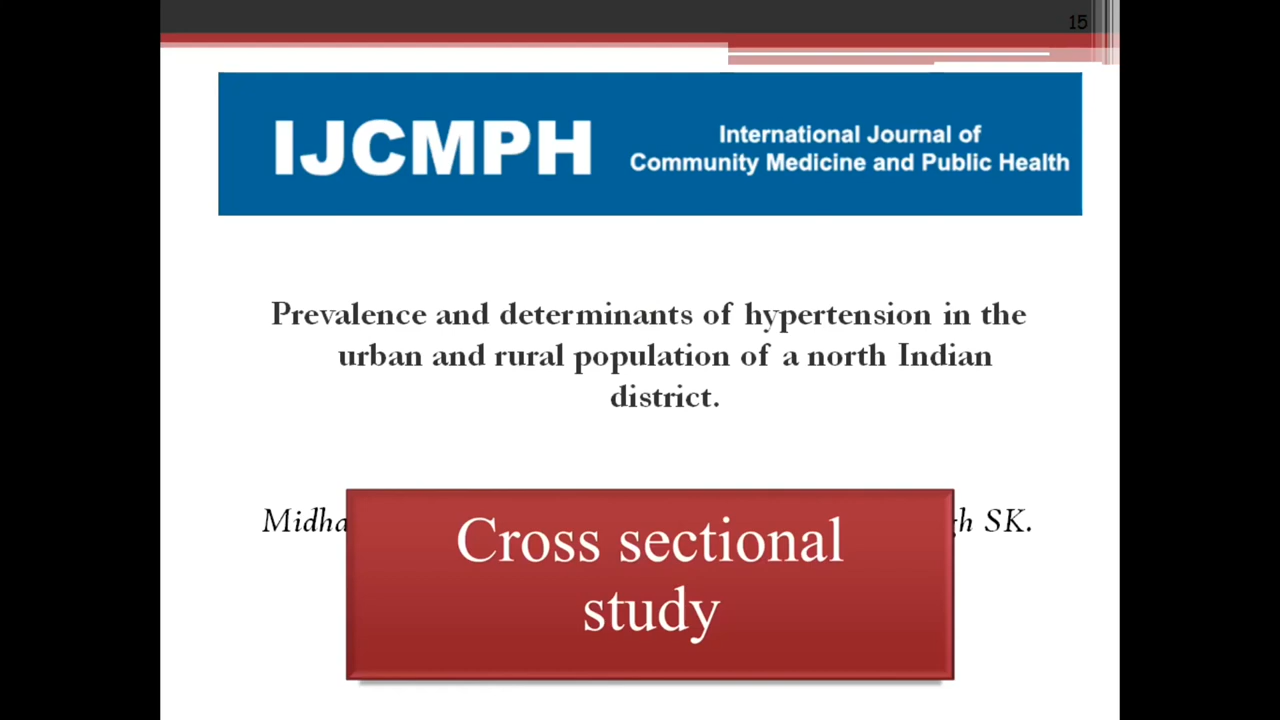 15
IJCMPH
International Journal of
Community Medicine and Public Health
Prevalence and determinants of hypertension in the
urban and rural population of a north Indian
district.
SK.
Cross sectional
study